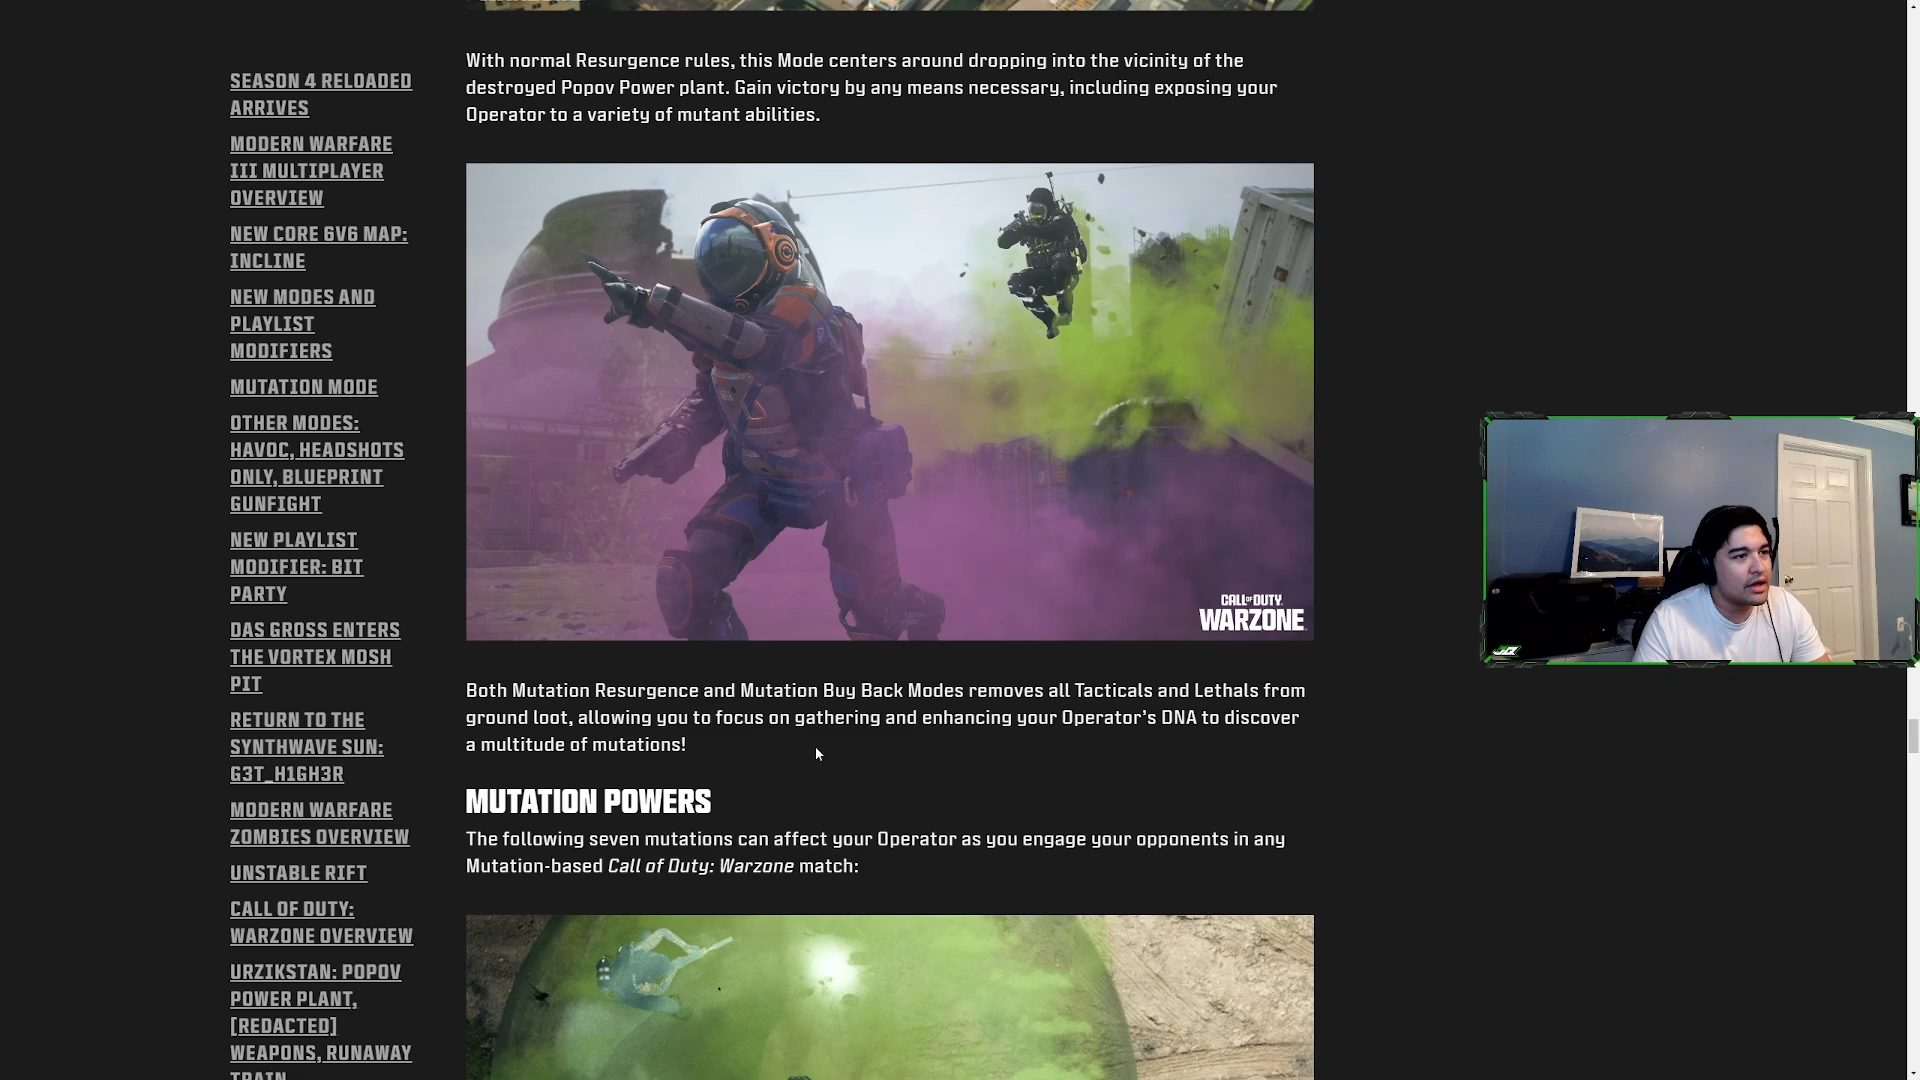 SEASON 4 RELOADED
ARRIVES
MODERN WARFARE
III MULTIPLAYER
OVERVIEW
NEW CORE 6V6 MAP:
INCLINE
NEW MODES AND
PLAYLIST
MODIFIERS
MUTATION MODE
OTHER MODES:
HAVOC, HEADSHOTS
ONLY, BLUEPRINT
GUNFIGHT
NEW PLAYLIST
MODIFIER: BIT
PARTY
DAS GROSS ENTERS
THE VORTEX MOSH
PIT
RETURN TO THE
SYNTHWAVE SUN:
G3T_H1GH3R
MODERN WARFARE
ZOMBIES OVERVIEW
UNSTABLE RIFT
CALL OF DUTY:
WARZONE OVERVIEW
URZIKSTAN: POPOV
POWER PLANT,
[REDACTED]
WEAPONS, RUNAWAY
TRAIN
With normal Resurgence rules, this Mode centers around dropping into the vicinity of the
destroyed Popov Power plant. Gain victory by any means necessary, including exposing your
Operator to a variety of mutant abilities.
CALL OF DUTY
WARZONE
Both Mutation Resurgence and Mutation Buy Back Modes removes all Tacticals and Lethals from
ground loot, allowing you to focus on gathering and enhancing your Operator's DNA to discover
a multitude of mutations!
MUTATION POWERS
The following seven mutations can affect your Operator as you engage your opponents in any
Mutation-based Call of Duty: Warzone match: